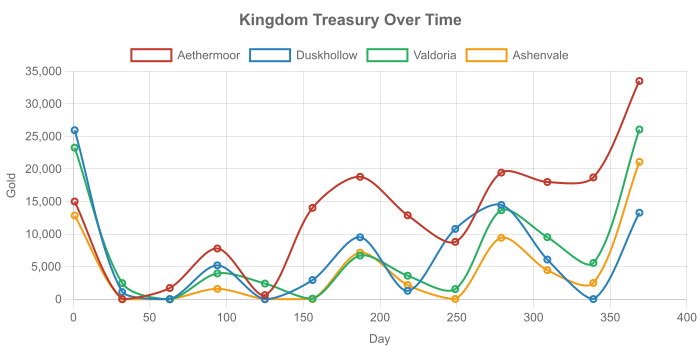 Kingdom Treasury Over Time
Aethermoor Duskhollow Valdoria Ashenvale
35,000
30,000
25,000
20,000
15,000
10,000
5,000
0
Gold
0 50 100 150 200 250 300 350 400
Day